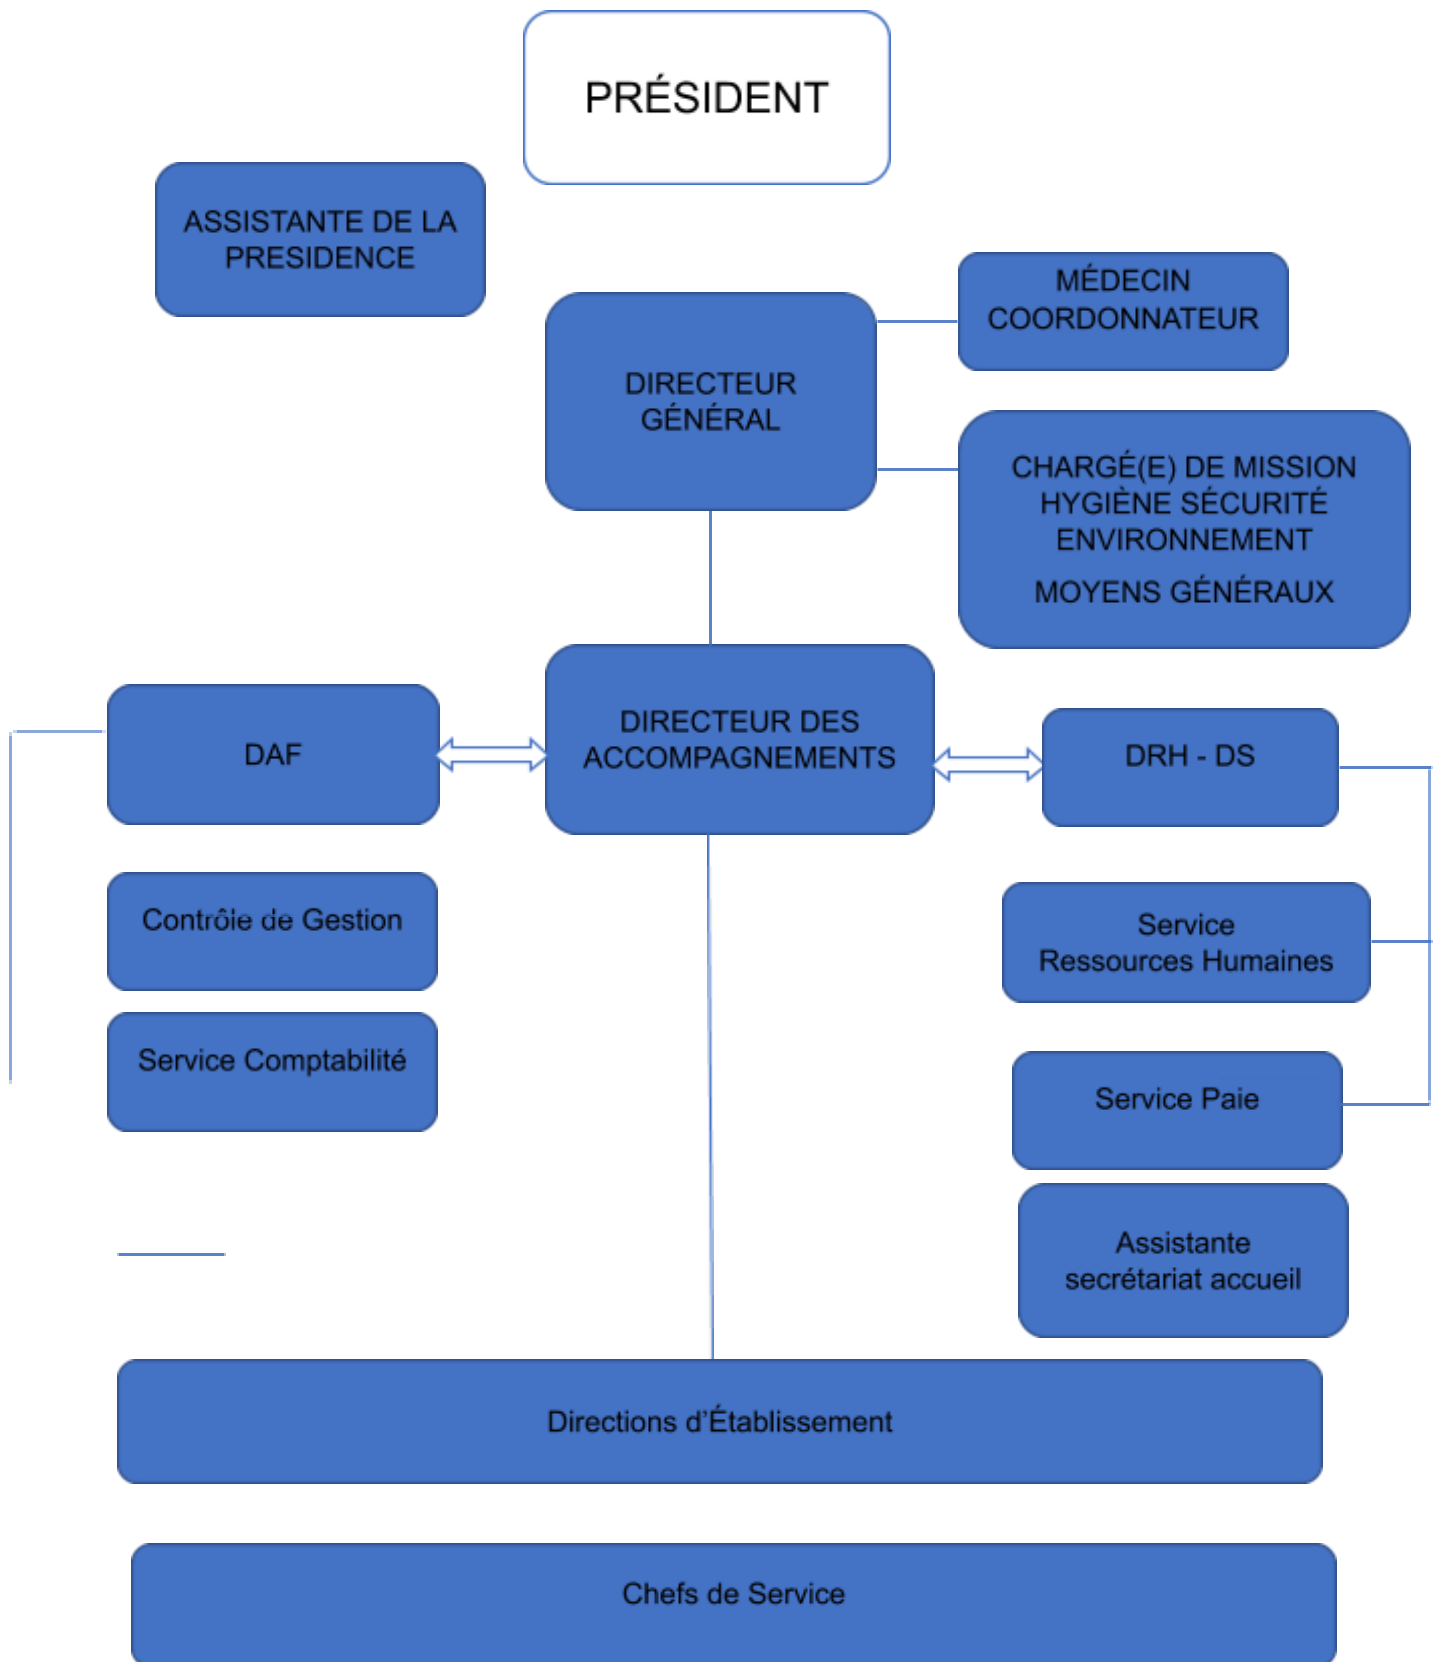 PRÉSIDENT
ASSISTANTE DE LA
PRESIDENCE
MÉDECIN
COORDONNATEUR
DIRECTEUR
GÉNÉRAL
CHARGÉ(E) DE MISSION
HYGIÈNE SÉCURITÉ
ENVIRONNEMENT
MOYENS GÉNÉRAUX
DAF
DIRECTEUR DES
ACCOMPAGNEMENTS
DRH - DS
Contrôle de Gestion
Service
Ressources Humaines
Service Comptabilité
Service Paie
Assistante
secrétariat accueil
Directions d’Établissement
Chefs de Service